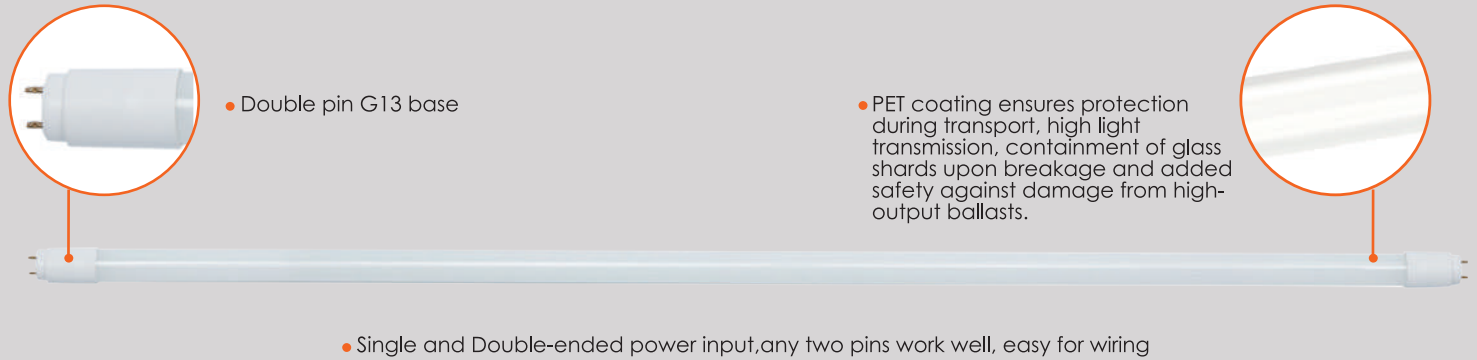 Double pin G13 base
PET coating ensures protection
during transport, high light
transmission, containment of glass
shards upon breakage and added
safety against damage from high-
output ballasts.
Single and Double-ended power input,any two pins work well, easy for wiring